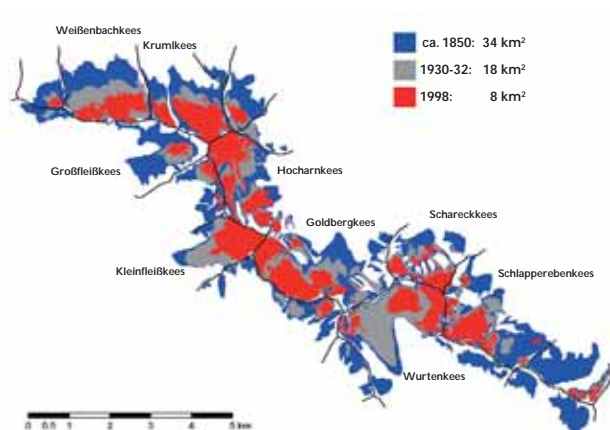 Weißenbachkees
Krumlkees
ca. 1850: 34 km²
1930-32: 18 km²
1998: 8 km²
Großfleißkees
Hocharnkees
Goldbergkees
Schareckkees
Kleinfleißkees
Schlapperebenkees
Wurtenkees
0 0.5 1 2 3 4 5 km